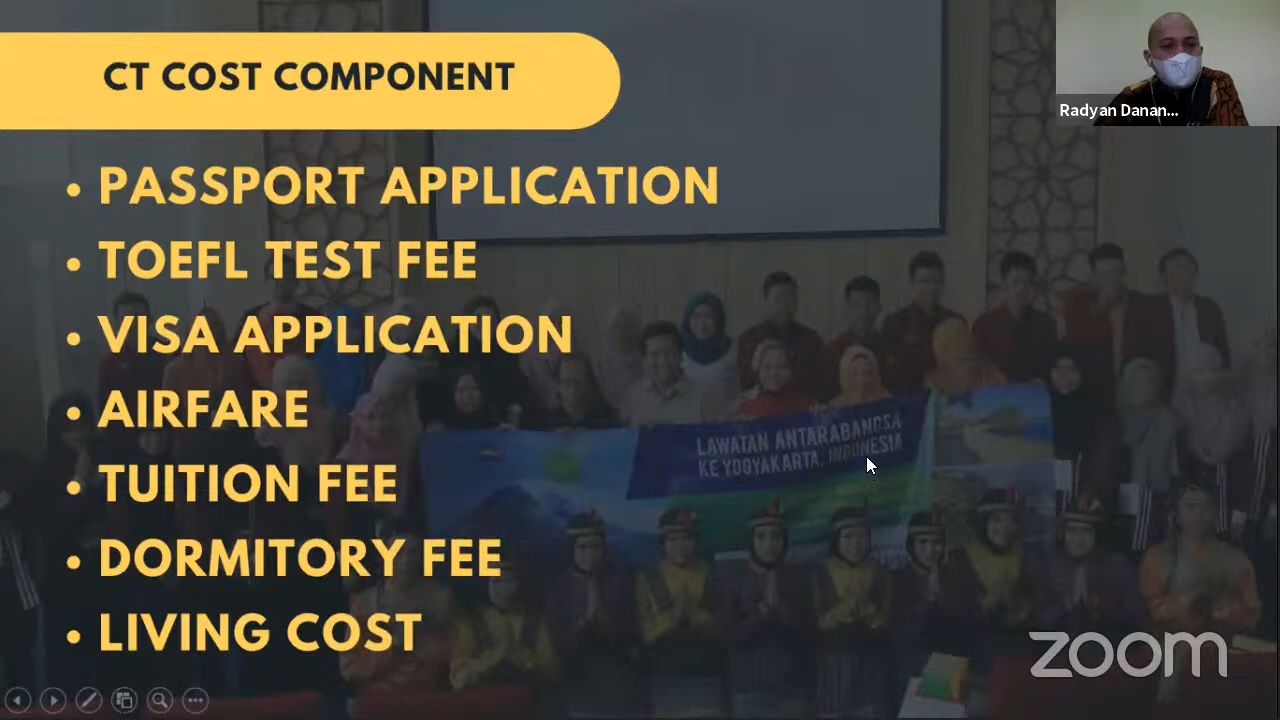 CT COST COMPONENT
Radyan Danan...
• PASSPORT APPLICATION
• TOEFL TEST FEE
• VISA APPLICATION
• AIRFARE
• TUITION FEE
• DORMITORY FEE
• LIVING COST
LAWATAN ANTARABANGSA
KE YOGYAKARTA, INDONESIA
zoom